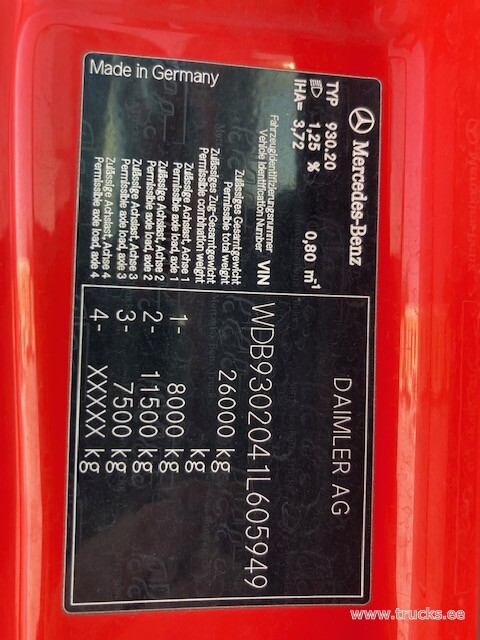 Mercedes-Benz
TYP 930.20
1,25 % 0,80 m⁻¹
IHA= 3,72
DAIMLER AG
Fahrzeugidentifizierungsnummer
Vehicle Identification Number VIN WDB9302041L605949
Zulässiges Gesamtgewicht
Permissible total weight 26000 kg
Zulässiges Zug-Gesamtgewicht
Permissible combination weight kg
Zulässige Achslast, Achse 1
Permissible axle load, axle 1 1- 8000 kg
Zulässige Achslast, Achse 2
Permissible axle load, axle 2 2- 11500 kg
Zulässige Achslast, Achse 3
Permissible axle load, axle 3 3- 7500 kg
Zulässige Achslast, Achse 4
Permissible axle load, axle 4 4- XXXXX kg
Made in Germany
www.trucks.ee